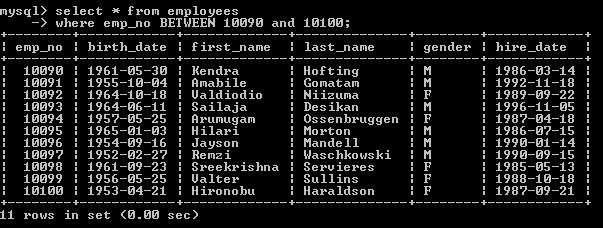 mysql> select * from employees
-> where emp_no BETWEEN 10090 and 10100;
+--------+------------+-------------+--------------+--------+------------+
| emp_no | birth_date | first_name | last_name | gender | hire_date |
+--------+------------+-------------+--------------+--------+------------+
| 10090 | 1961-05-30 | Kendra | Hofting | M | 1986-03-14 |
| 10091 | 1955-10-04 | Amabile | Gomatam | M | 1992-11-18 |
| 10092 | 1964-10-18 | Valdiodio | Niizuma | F | 1989-09-22 |
| 10093 | 1964-06-11 | Sailaja | Desikan | M | 1996-11-05 |
| 10094 | 1957-05-25 | Arumugam | Ossenbruggen | F | 1987-04-18 |
| 10095 | 1965-01-03 | Hilari | Morton | M | 1986-07-15 |
| 10096 | 1954-09-16 | Jayson | Mandell | M | 1990-01-14 |
| 10097 | 1952-02-27 | Remzi | Waschkowski | M | 1990-09-15 |
| 10098 | 1961-09-23 | Sreekrishna | Servieres | F | 1985-05-13 |
| 10099 | 1956-05-25 | Valter | Sullins | F | 1988-10-18 |
| 10100 | 1953-04-21 | Hironobu | Haraldson | F | 1987-09-21 |
+--------+------------+-------------+--------------+--------+------------+
11 rows in set (0.00 sec)